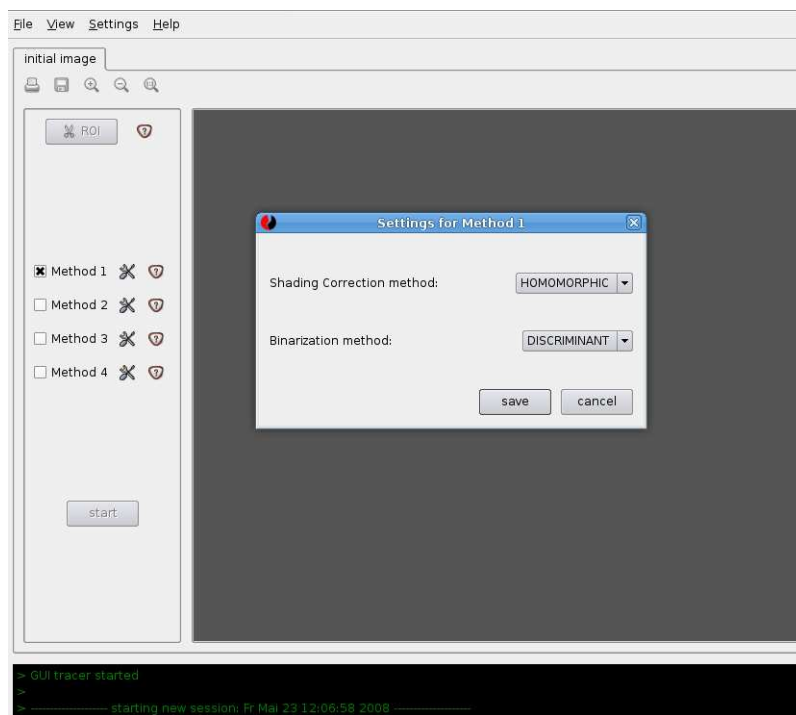 File View Settings Help
initial image
ROI
Settings for Method 1
Method 1
Shading Correction method: HOMOMORPHIC
Method 2
Binarization method: DISCRIMINANT
Method 3
Method 4
save cancel
start
> GUI tracer started
>
> -------------------- starting new session: Fr Mai 23 12:06:58 2008 --------------------